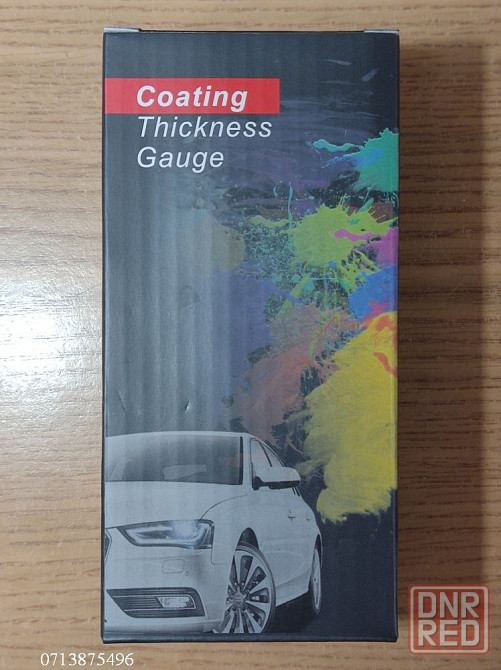 Coating
Thickness
Gauge
0713875496
DNR
RED